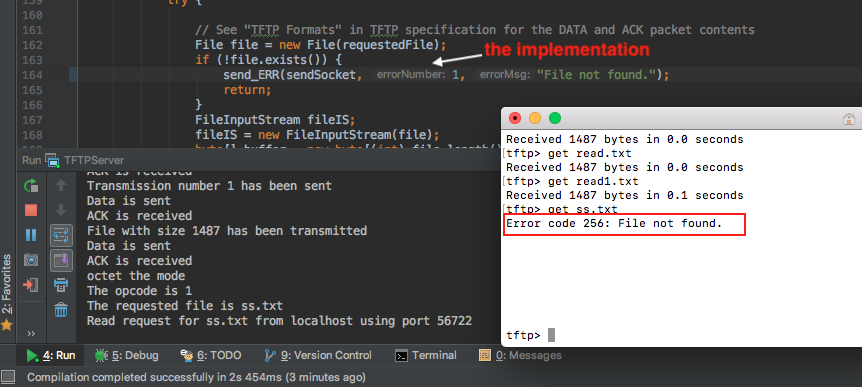 159 try {
160
161 // See "TFTP Formats" in TFTP specification for the DATA and ACK packet contents
162 File file = new File(requestedFile);
163 if (!file.exists()) {
the implementation
164 send_ERR(sendSocket, errorNumber: 1, errorMsg: "File not found.");
165 return;
166 }
167 FileInputStream fileIS;
168 fileIS = new FileInputStream(file);
Run TFTPServer
ACK is received
Transmission number 1 has been sent
Data is sent
ACK is received
File with size 1487 has been transmitted
Data is sent
ACK is received
octet the mode
The opcode is 1
The requested file is ss.txt
Read request for ss.txt from localhost using port 56722
Received 1487 bytes in 0.0 seconds
tftp> get read.txt
Received 1487 bytes in 0.0 seconds
tftp> get read1.txt
Received 1487 bytes in 0.1 seconds
tftp> get ss.txt
Error code 256: File not found.
tftp>
2: Favorites
>>
4: Run 5: Debug 6: TODO 9: Version Control Terminal 0: Messages
Compilation completed successfully in 2s 454ms (3 minutes ago)